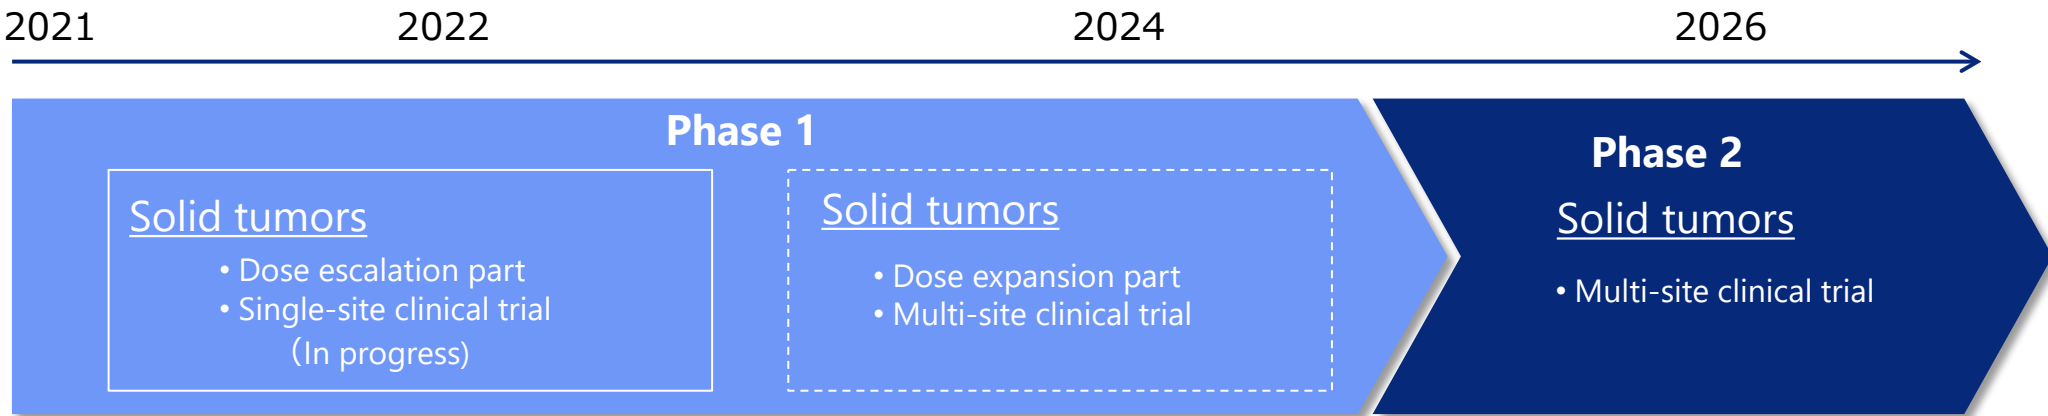 2021 2022 2024 2026
Phase 1
Solid tumors
• Dose escalation part
• Single-site clinical trial
（In progress)
Solid tumors
• Dose expansion part
• Multi-site clinical trial
Phase 2
Solid tumors
• Multi-site clinical trial